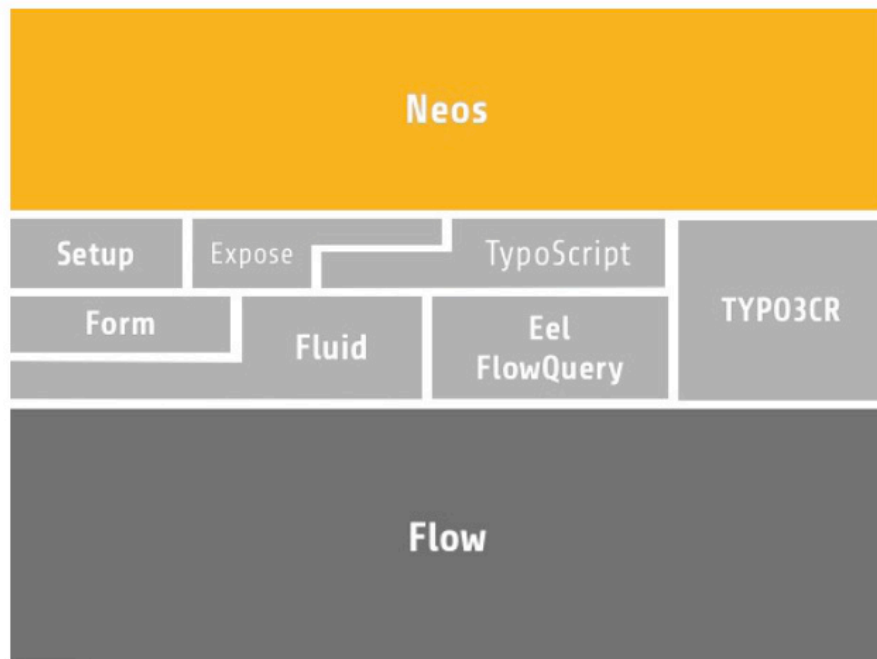 Neos
Setup
Expose
TypoScript
TYPO3CR
Form
Fluid
Eel
FlowQuery
Flow